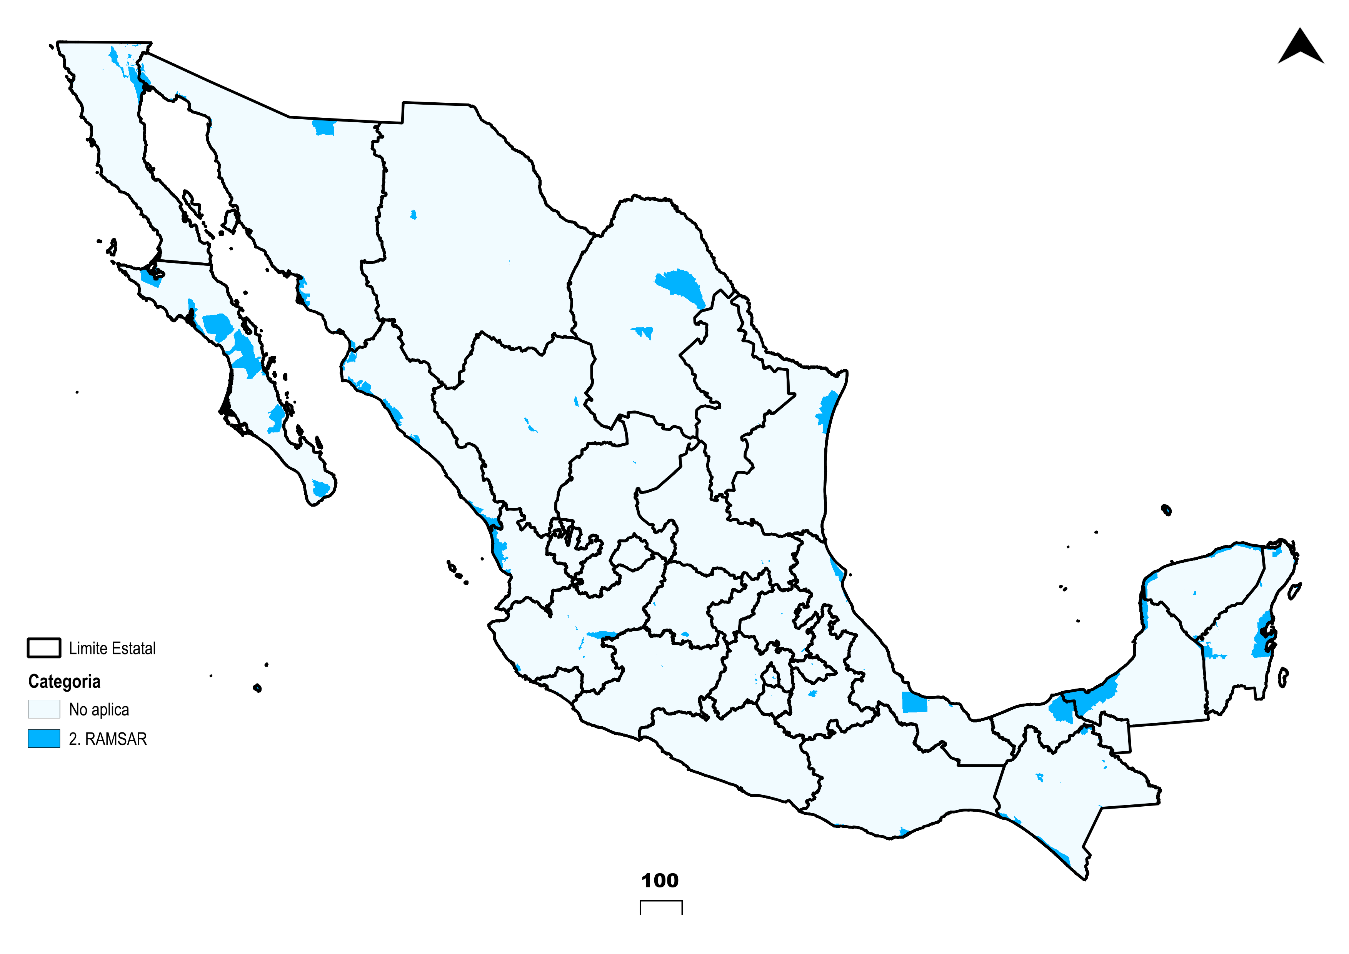 Limite Estatal
Categoria
No aplica
2. RAMSAR
100